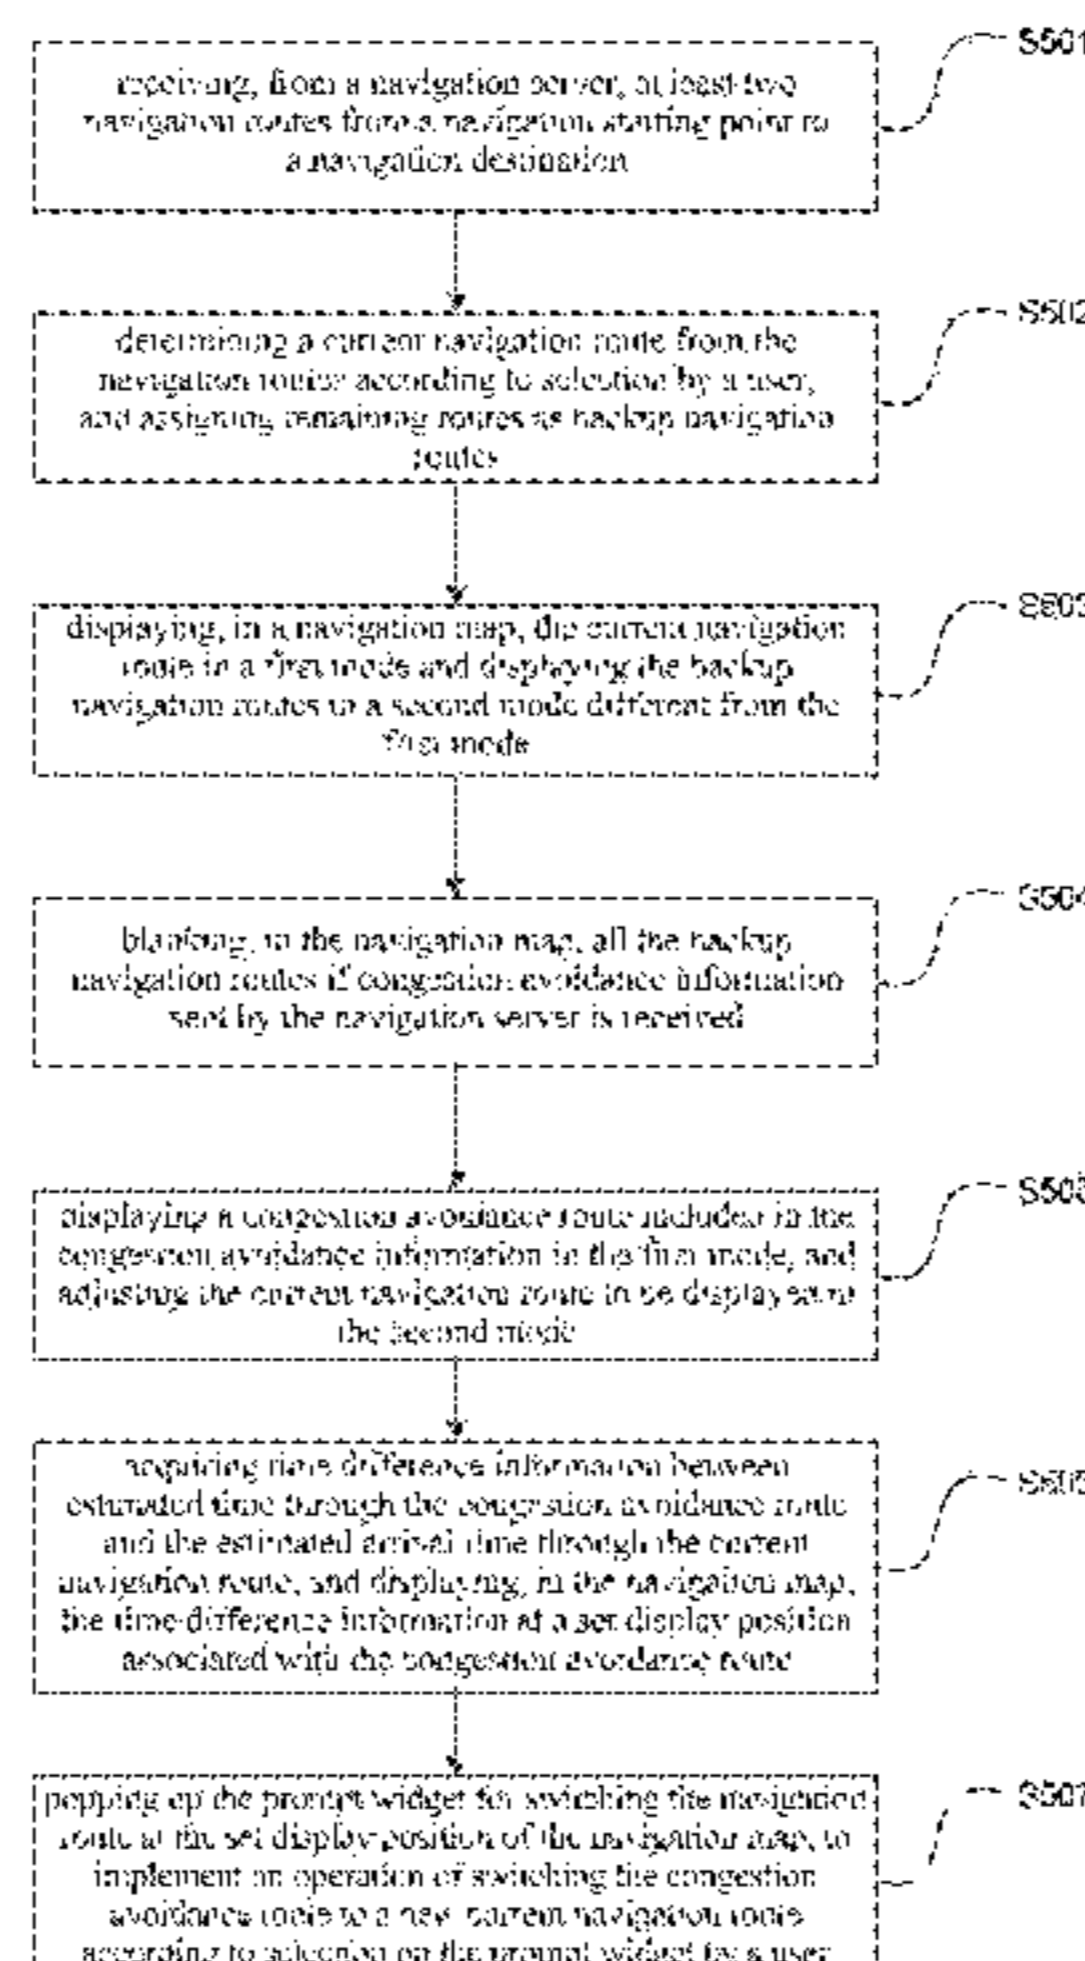 S501
receiving, from a navigation server, at least two
navigation routes from a navigation starting point to
a navigation destination
S502
determining a current navigation route from the
navigation routes according to selection by a user,
and assigning remaining routes as backup navigation
routes
S503
displaying, in a navigation map, the current navigation
route in a first mode and displaying the backup
navigation routes in a second mode different from the
first mode
S504
blanking, in the navigation map, all the backup
navigation routes if congestion avoidance information
sent by the navigation server is received
S505
displaying a congestion avoidance route included in the
congestion avoidance information in the first mode, and
adjusting the current navigation route to be displayed in
the second mode
S506
acquiring time difference information between
estimated time through the congestion avoidance route
and the estimated arrival time through the current
navigation route, and displaying, in the navigation map,
the time difference information at a set display position
associated with the congestion avoidance route
S507
popping up the prompt widget for switching the navigation
route at the set display position of the navigation map, to
implement an operation of switching the congestion
avoidance route to a new current navigation route
according to selection on the prompt widget by a user